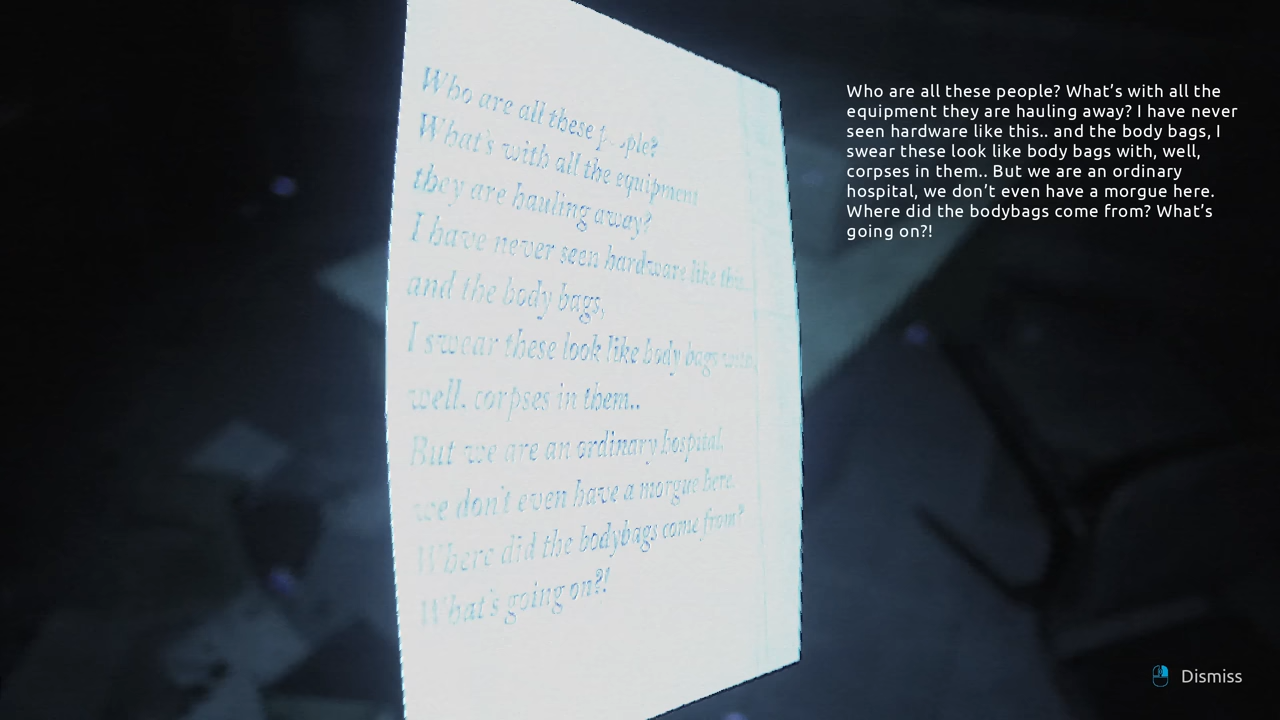 Who are all these people?
What's with all the equipment
they are hauling away?
I have never seen hardware like this..
and the body bags,
I swear these look like body bags with,
well. corpses in them..
But we are an ordinary hospital,
we don't even have a morgue here.
Where did the bodybags come from?
What's going on?!
Who are all these people? What's with all the
equipment they are hauling away? I have never
seen hardware like this.. and the body bags, I
swear these look like body bags with, well,
corpses in them.. But we are an ordinary
hospital, we don't even have a morgue here.
Where did the bodybags come from? What's
going on?!
Dismiss